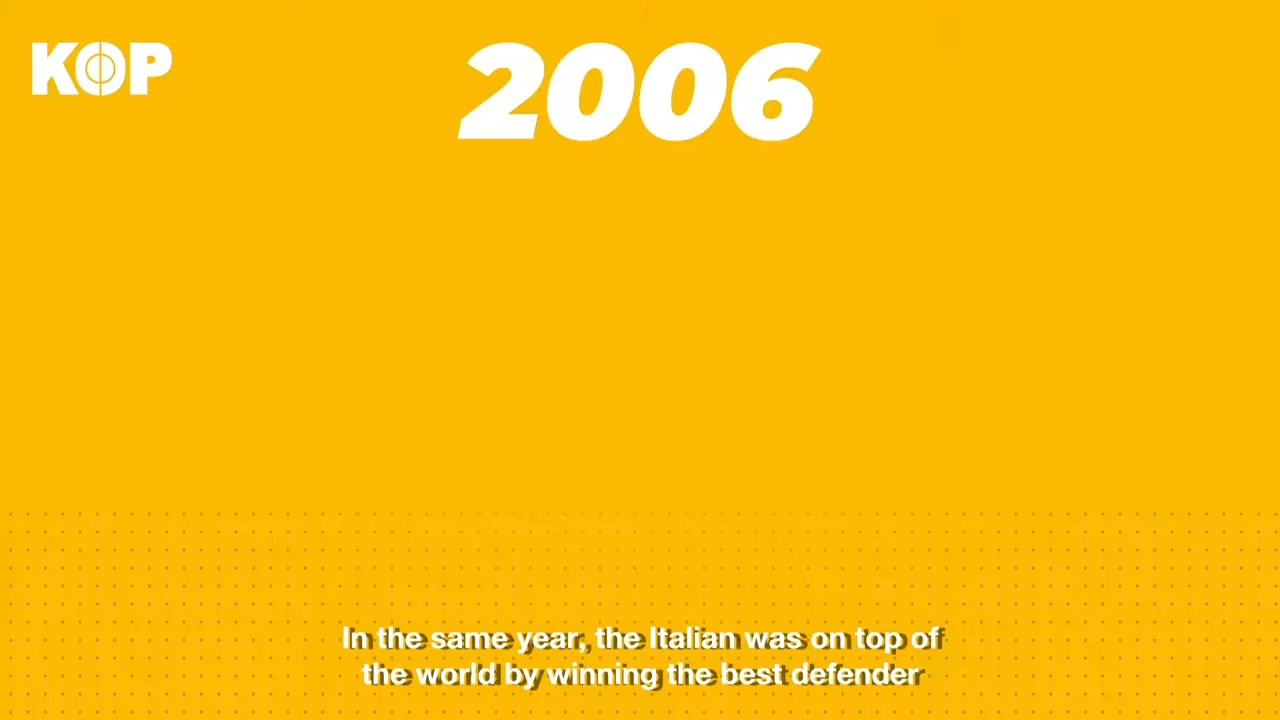 KOP
2006
In the same year, the Italian was on top of
the world by winning the best defender